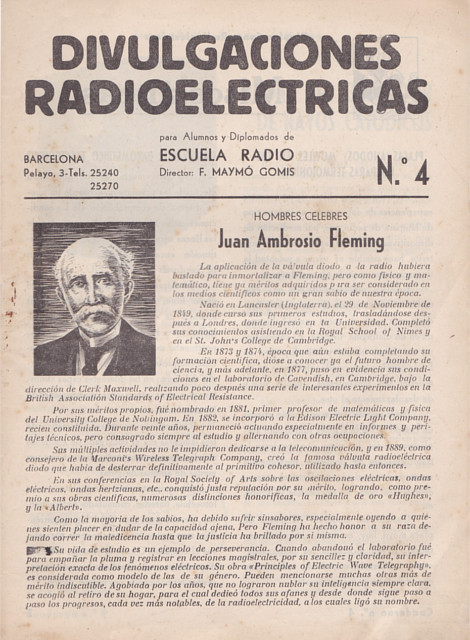 DIVULGACIONES
RADIOELECTRICAS
para Alumnos y Diplomados de
BARCELONA
ESCUELA RADIO
Pelayo, 3-Tels. 25240
Director: F. MAYMÓ GOMIS
25270
N.° 4
HOMBRES CELEBRES
Juan Ambrosio Fleming
La aplicación de la válvula diodo a la radio hubiera
bastado para inmortalizar a Fleming, pero como físico y ma-
temático, tiene ya méritos adquiridos para ser considerado
en los medios científicos como un gran sabio de nuestra época.
Nació en Lancaster (Inglaterra), el 29 de Noviembre de
1849, donde cursó sus primeros estudios, trasladándose des-
pués a Londres, donde ingresó en la Universidad. Completó
sus conocimientos asistiendo en la Royal School of Nimes y
en el St. John's College de Cambridge.
En 1873 y 1874, época que aún estaba completando su
formación científica, dióse a conocer ya el futuro hombre de
ciencia, y más adelante, en 1877, puso en evidencia sus condi-
ciones en el laboratorio de Cavendish, en Cambridge, bajo la
dirección de Clerk Maxwell, realizando poco después una serie de interesantes experimentos en la
British Association Standards of Electrical Resistance.
Por sus méritos propios, fué nombrado en 1881, primer profesor de matemáticas y física
del University College de Nohingam. En 1882, se incorporó a la Edison Electric Lyght Company,
recien constituida. Durante veinte años, permaneció actuando especialmente en informes y peri-
tajes técnicos, pero consagrado siempre al estudio y alternando con otras ocupaciones
Sus múltiples actividades no le impidieron dedicarse a la telecomunicación, y en 1889, como
consejero de la Marconi's Wireless Telegraph Company, creó la famosa válvula radioeléctrica
diodo que había de desterrar definitivamente al primitivo cohesor, utilizado hasta entonces.
En sus conferencias en la Royal Society of Arts sobre las oscilaciones eléctricas, ondas
eléctricas, ondas hertzianas, etc., conquistó justa reputación por su mérito, logrando, como pre-
mio a sus obras científicas, numerosas distinciones honoríficas, la medalla de oro «Hughes»,
y la «Albert».
Como la mayoría de los sabios, ha debido sufrir sinsabores, especialmente oyendo a quie-
nes sienten placer en dudar de la capacidad ajena. Pero Fleming ha hecho honor a su raza de-
jando correr la maledicencia hasta que la justicia ha brillado por si misma.
Su vida de estudio es un ejemplo de perseverancia. Cuando abandonó el laboratorio fué
para empuñar la pluma y registrar en lecciones magistrales, por su sencillez y claridad, su inter-
pretación exacta de los fenómenos eléctricos. Su obra «Principles of Electric Wave Telegraphy»,
es considerada como modelo de las de su género. Pueden mencionarse muchas otras más de
mérito indiscutible. Agobiado por los años, que no lograran nublar su inteligencia siempre clara,
se acogió al retiro de su hogar, para el cual dedicó todos sus afanes y desde donde sigue paso a
paso los progresos, cada vez más notables, de la radioelectricidad, a los cuales ligó su nombre.